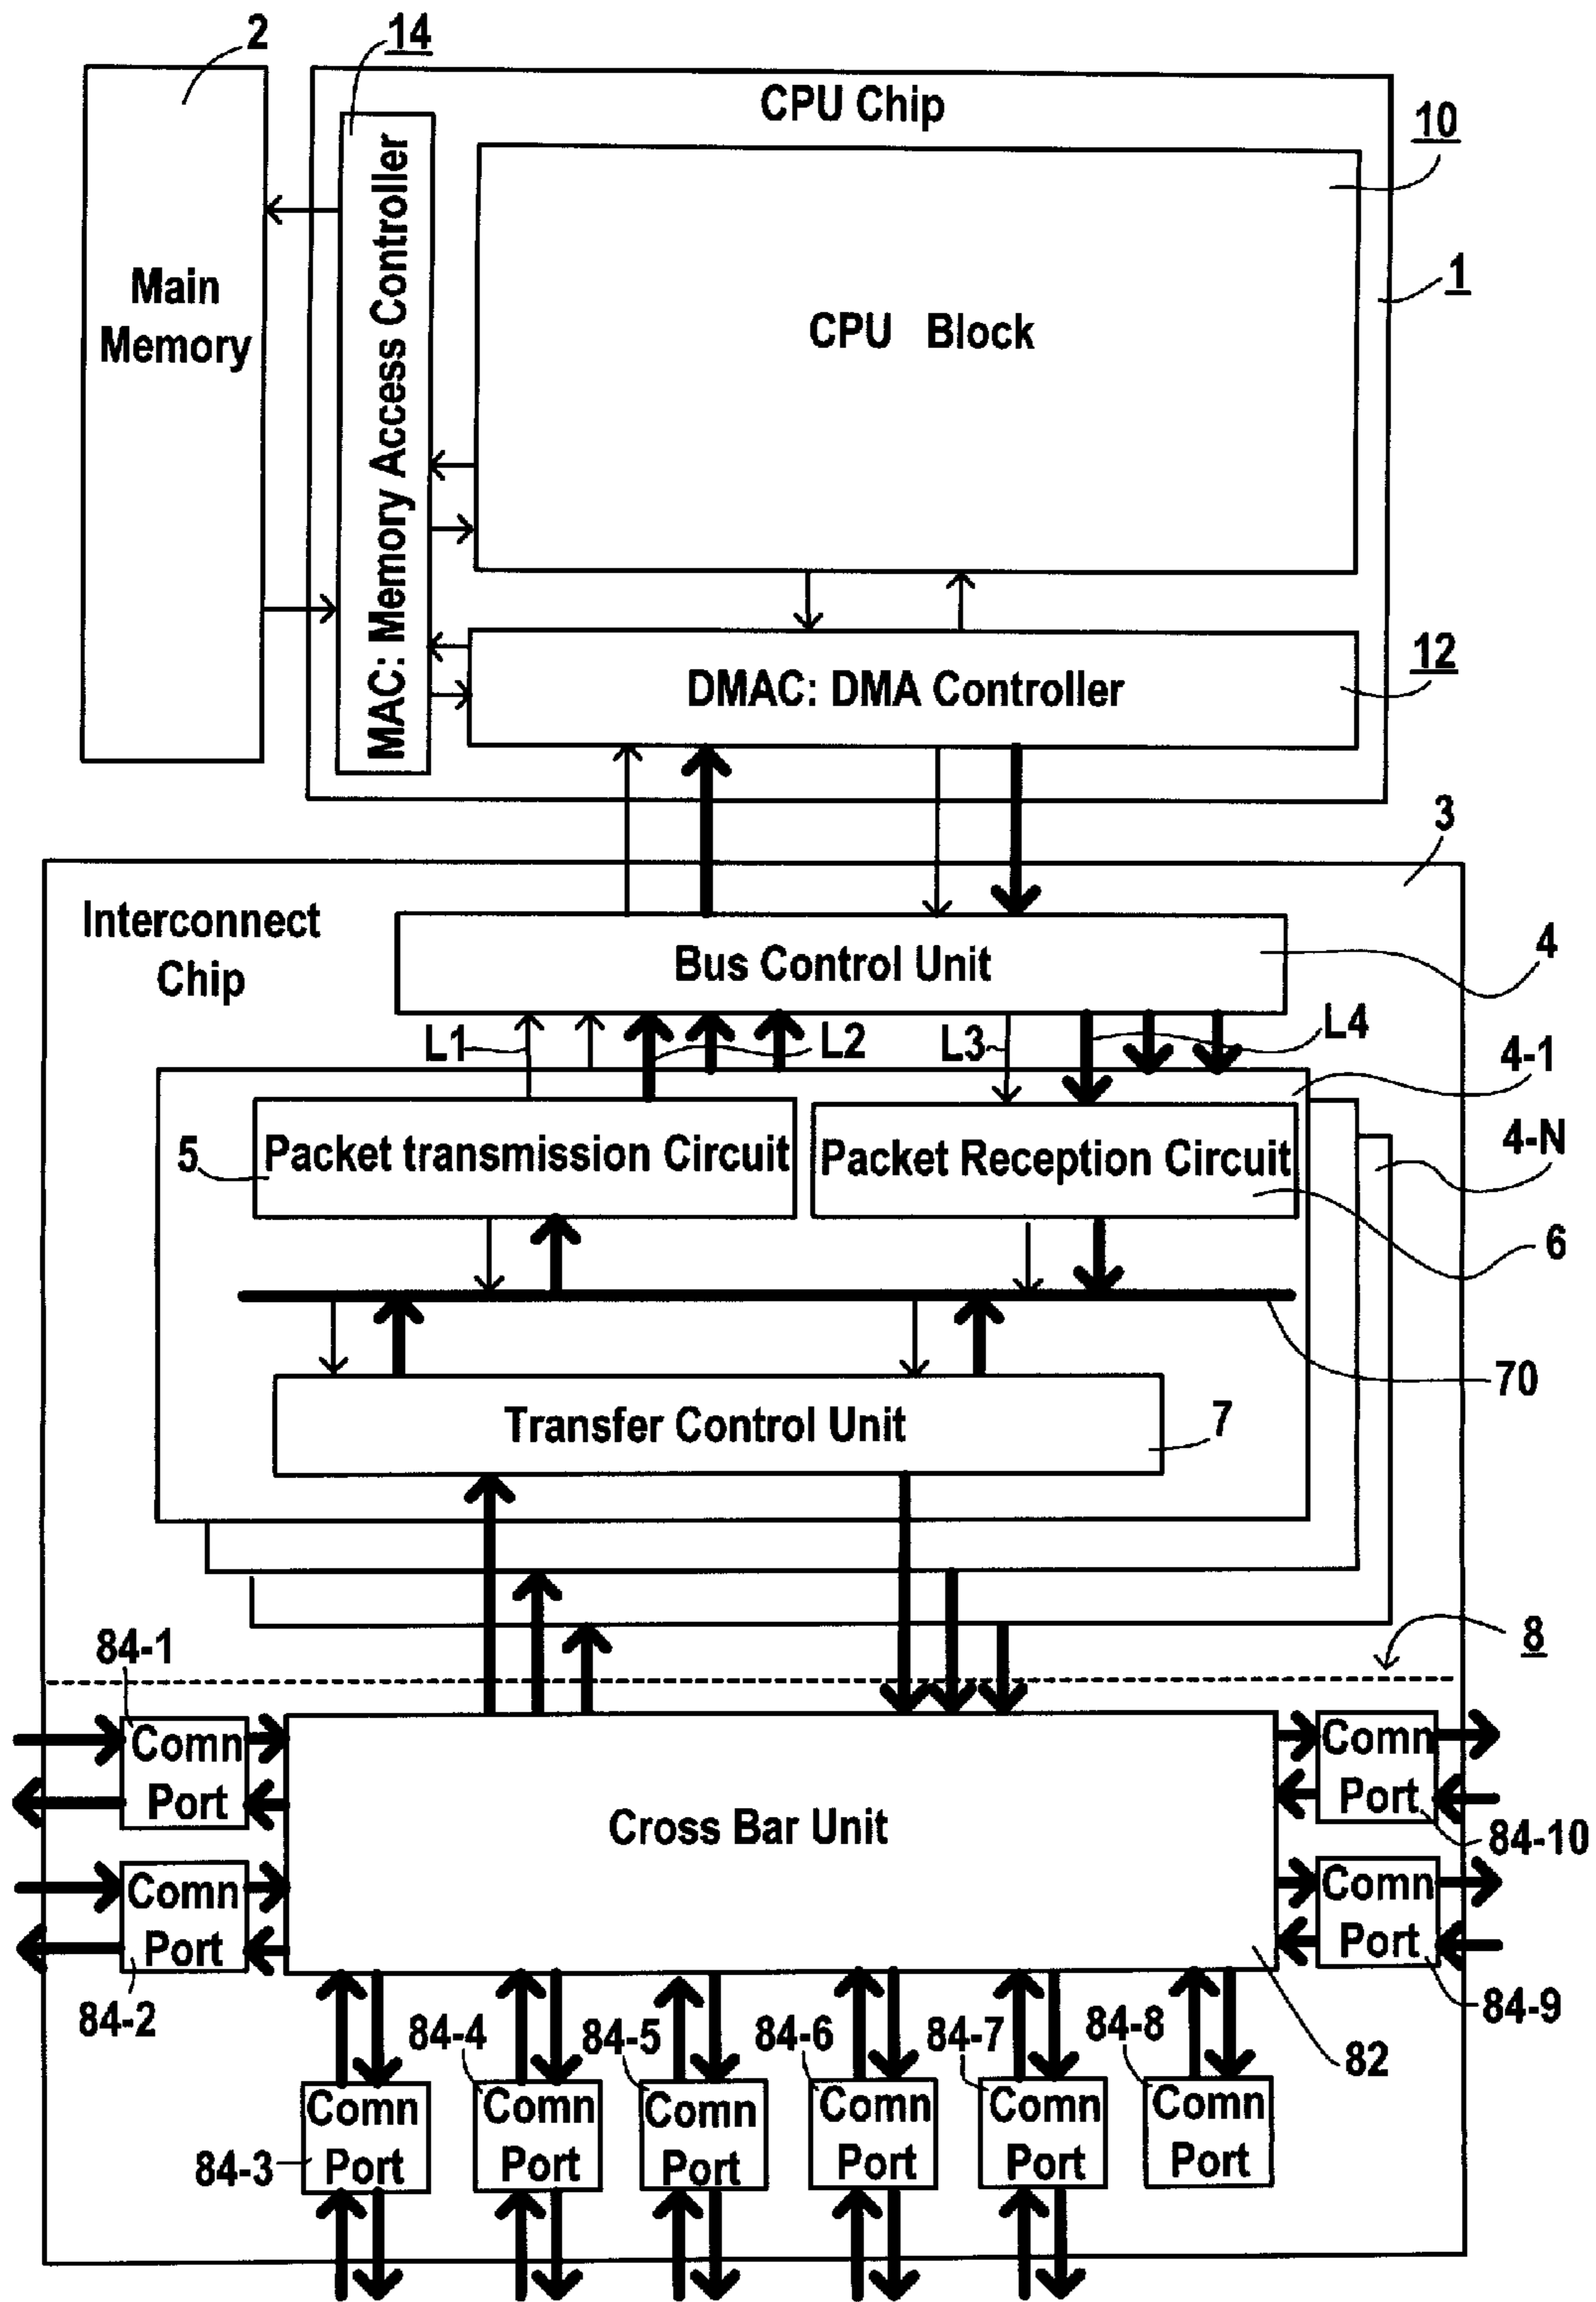 2
14
CPU Chip
10
Main
Memory
MAC: Memory Access Controller
CPU Block
1
DMAC: DMA Controller
12
3
Interconnect
Chip
Bus Control Unit
4
L1
L2
L3
L4
4-1
5
Packet transmission Circuit
Packet Reception Circuit
4-N
6
70
Transfer Control Unit
7
8
84-1
Comn
Port
Comn
Port
84-10
Cross Bar Unit
Comn
Port
84-2
Comn
Port
84-9
82
84-4
84-5
84-6
84-7
84-8
Comn
Port
84-3
Comn
Port
Comn
Port
Comn
Port
Comn
Port
Comn
Port